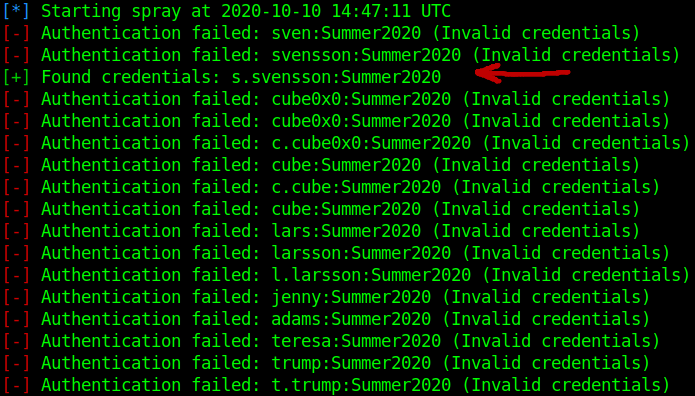 [*] Starting spray at 2020-10-10 14:47:11 UTC
[-] Authentication failed: sven:Summer2020 (Invalid credentials)
[-] Authentication failed: svensson:Summer2020 (Invalid credentials)
[+] Found credentials: s.svensson:Summer2020
[-] Authentication failed: cube0x0:Summer2020 (Invalid credentials)
[-] Authentication failed: cube0x0:Summer2020 (Invalid credentials)
[-] Authentication failed: c.cube0x0:Summer2020 (Invalid credentials)
[-] Authentication failed: cube:Summer2020 (Invalid credentials)
[-] Authentication failed: c.cube:Summer2020 (Invalid credentials)
[-] Authentication failed: cube:Summer2020 (Invalid credentials)
[-] Authentication failed: lars:Summer2020 (Invalid credentials)
[-] Authentication failed: larsson:Summer2020 (Invalid credentials)
[-] Authentication failed: l.larsson:Summer2020 (Invalid credentials)
[-] Authentication failed: jenny:Summer2020 (Invalid credentials)
[-] Authentication failed: adams:Summer2020 (Invalid credentials)
[-] Authentication failed: teresa:Summer2020 (Invalid credentials)
[-] Authentication failed: trump:Summer2020 (Invalid credentials)
[-] Authentication failed: t.trump:Summer2020 (Invalid credentials)